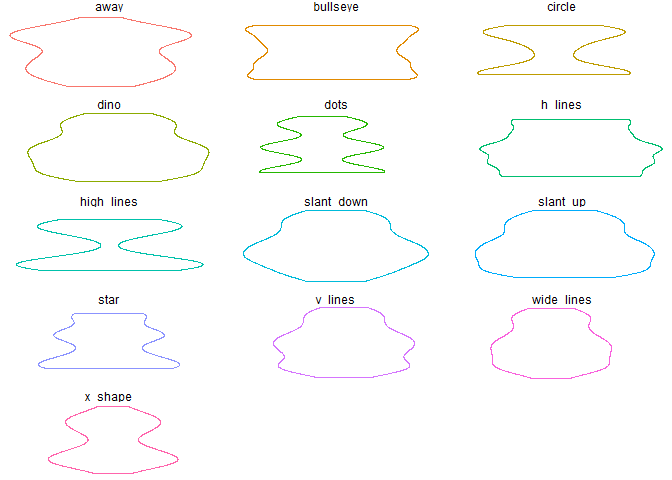 away bullseye circle
dino dots h_lines
high_lines slant_down slant_up
star v_lines wide_lines
x_shape